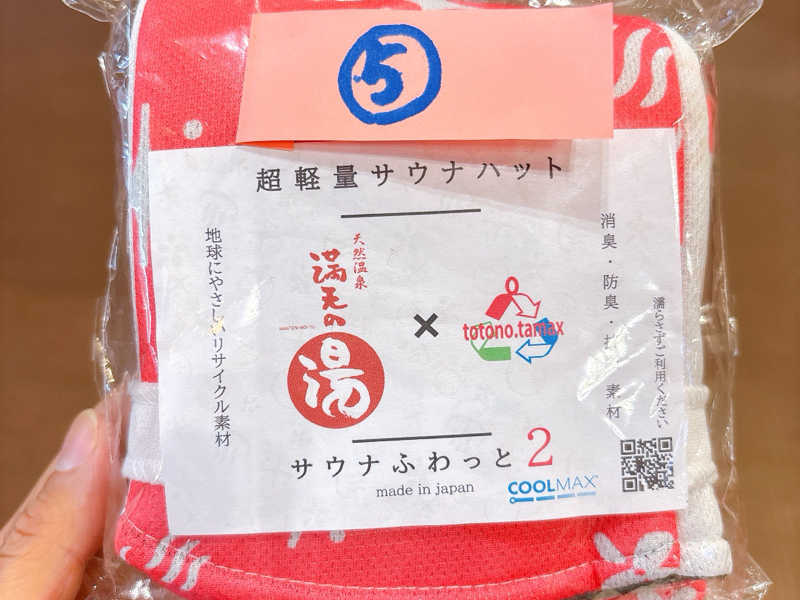 ⑤
超軽量サウナハット
消臭・防臭・
素材
濡らさずご利用ください
天然温泉
満天の
湯
×
totono.tamax
地球にやさしいリサイクル素材
サウナふわっと2
made in japan
COOLMAX